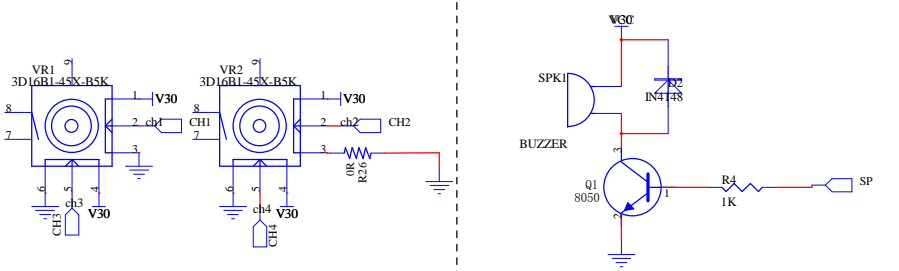 VR1
3D16B1-45X-B5K
9
8
7
1
V30
2
ch1
CH1
3
6
5
4
ch3
V30
CH3
VR2
3D16B1-45X-B5K
9
8
7
1
V30
2
ch2
CH2
3
0R
R26
6
5
4
ch4
V30
CH4
SPK1
BUZZER
D2
IN4148
3
Q1
8050
1
2
R4
1K
SP